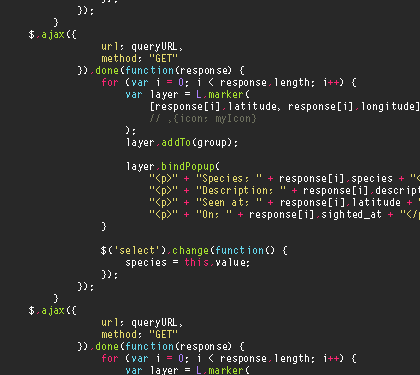 });
}
$.ajax({
url: queryURL,
method: "GET"
}).done(function(response) {
for (var i = 0; i < response.length; i++) {
var layer = L.marker(
[response[i].latitude, response[i].longitude]
// ,{icon: myIcon}
);
layer.addTo(group);
layer.bindPopup(
"<p>" + "Species: " + response[i].species + "<
"<p>" + "Description: " + response[i].descript
"<p>" + "Seen at: " + response[i].latitude + "
"<p>" + "On: " + response[i].sighted_at + "</p
}
$('select').change(function() {
species = this.value;
});
});
}
$.ajax({
url: queryURL,
method: "GET"
}).done(function(response) {
for (var i = 0; i < response.length; i++) {
var layer = L.marker(